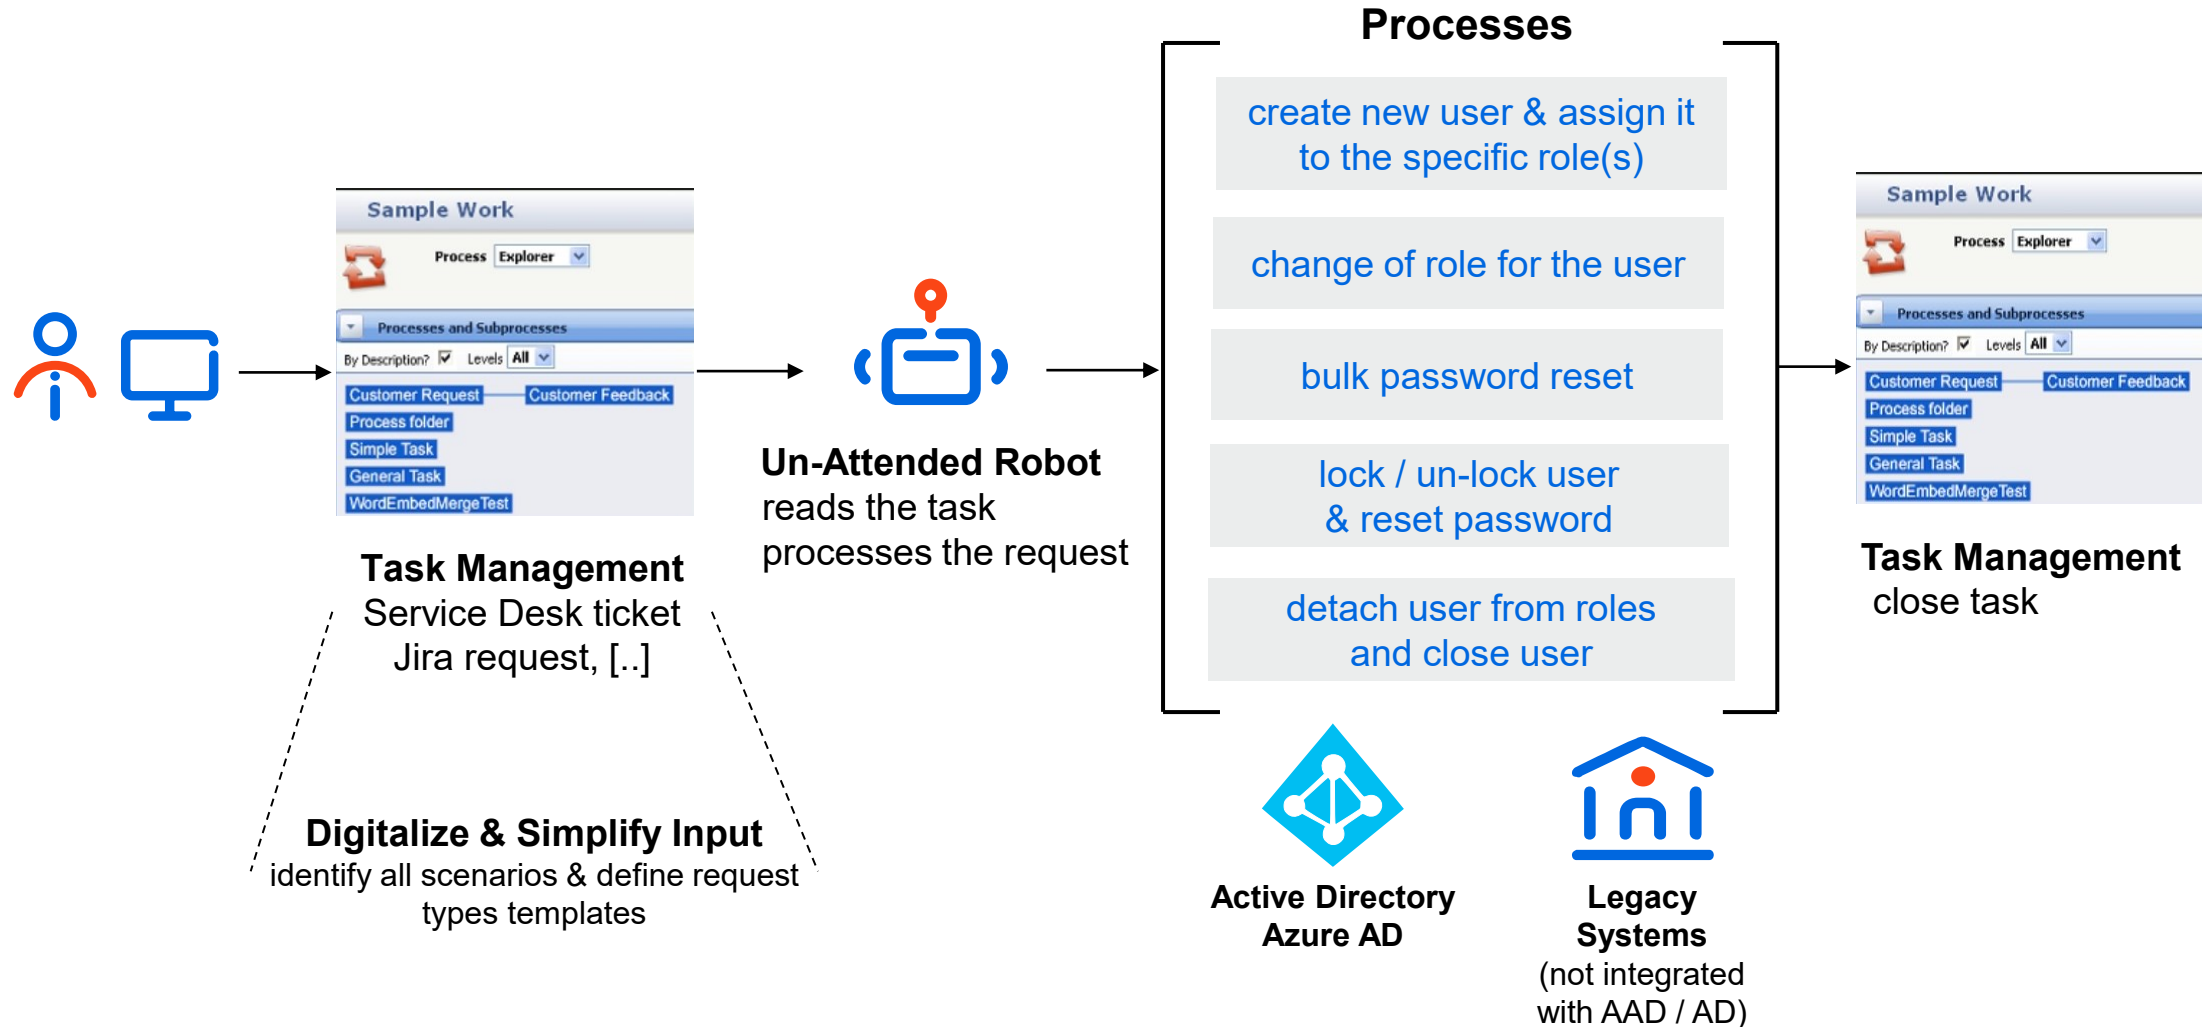 Processes
create new user & assign it
to the specific role(s)
change of role for the user
bulk password reset
lock / un-lock user
& reset password
detach user from roles
and close user
Sample Work
Process Explorer
Processes and Subprocesses
By Description? Levels All
Customer Request Customer Feedback
Process folder
Simple Task
General Task
WordEmbedMergeTest
Task Management
Service Desk ticket
Jira request, [..]
Digitalize & Simplify Input
identify all scenarios & define request
types templates
Un-Attended Robot
reads the task
processes the request
Active Directory
Azure AD
Legacy
Systems
(not integrated
with AAD / AD)
Sample Work
Process Explorer
Processes and Subprocesses
By Description? Levels All
Customer Request Customer Feedback
Process folder
Simple Task
General Task
WordEmbedMergeTest
Task Management
close task